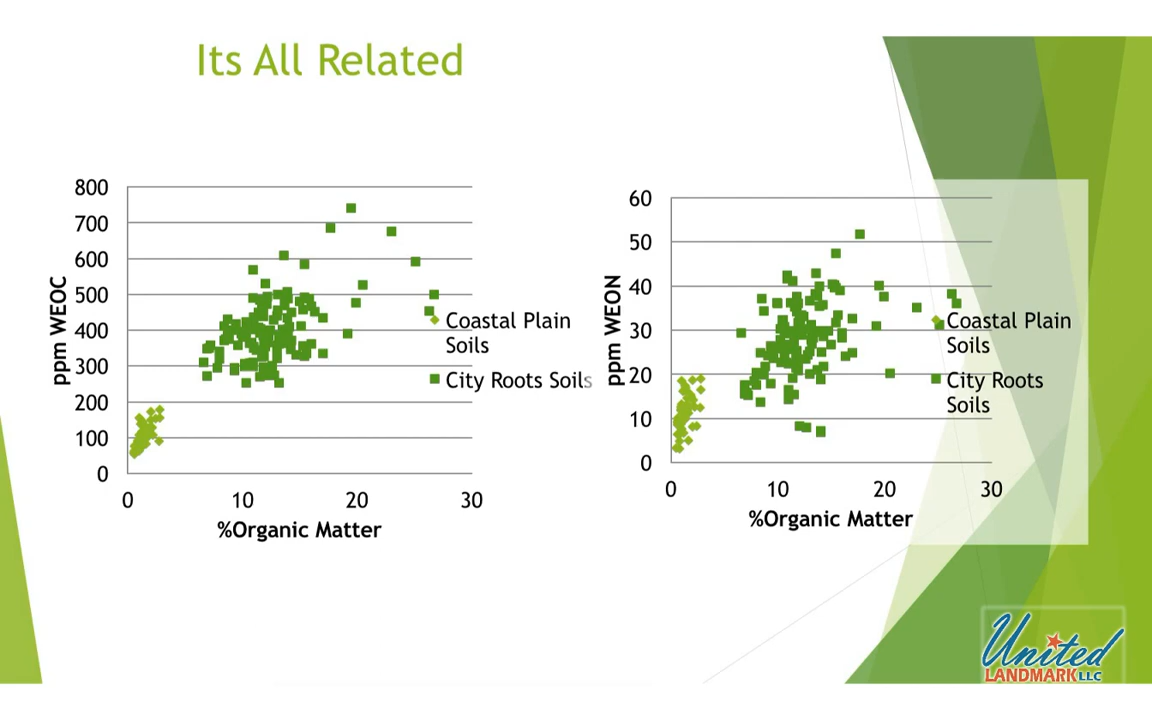 Its All Related
800
700
600
500
400
300
200
100
0
ppm WEOC
0 10 20 30
%Organic Matter
Coastal Plain
Soils
City Roots Soils
60
50
40
30
20
10
0
ppm WEON
0 10 20 30
%Organic Matter
Coastal Plain
Soils
City Roots
Soils
United
LANDMARK LLC